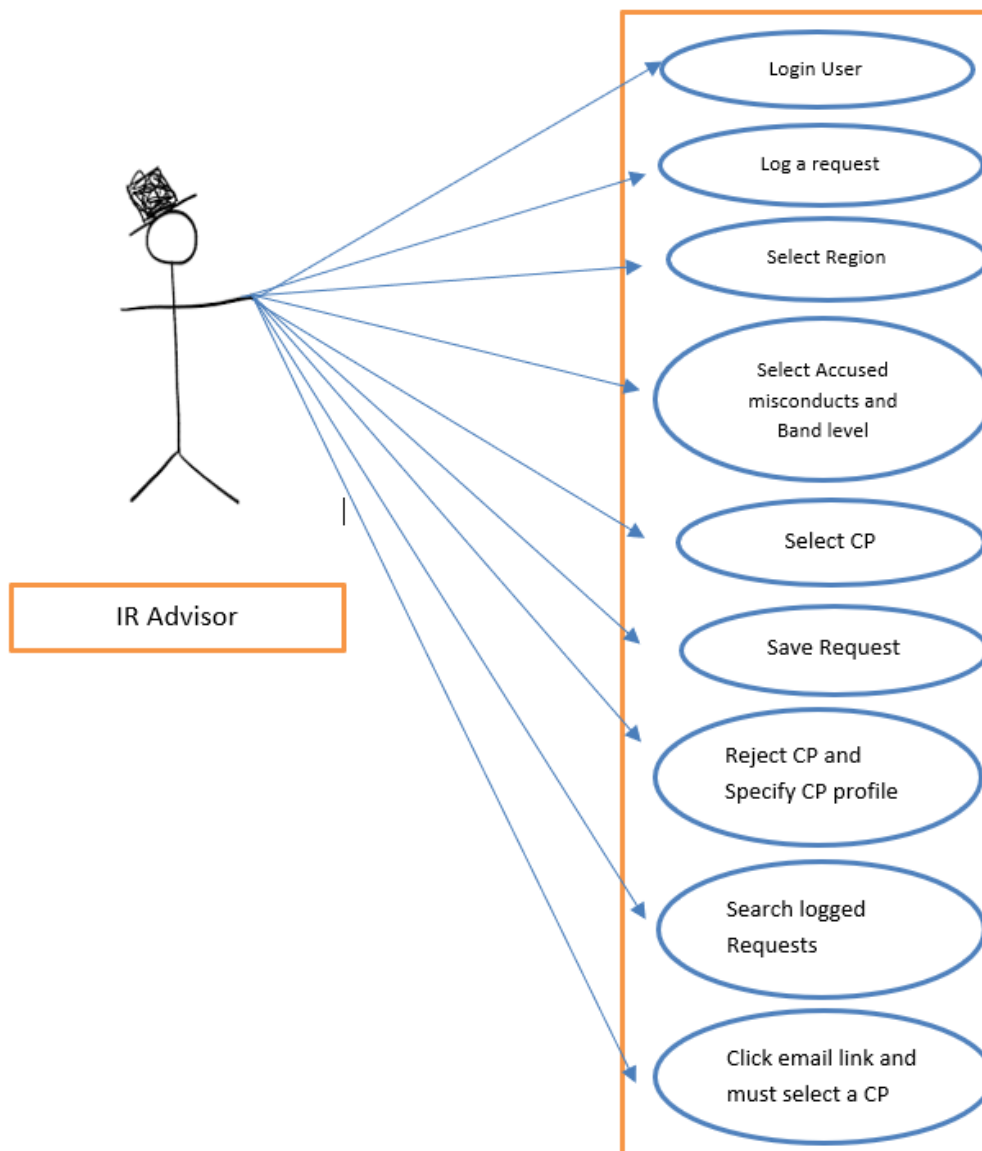 Login User
Log a request
Select Region
Select Accused
misconducts and
Band level
Select CP
IR Advisor
Save Request
Reject CP and
Specify CP profile
Search logged
Requests
Click email link and
must select a CP